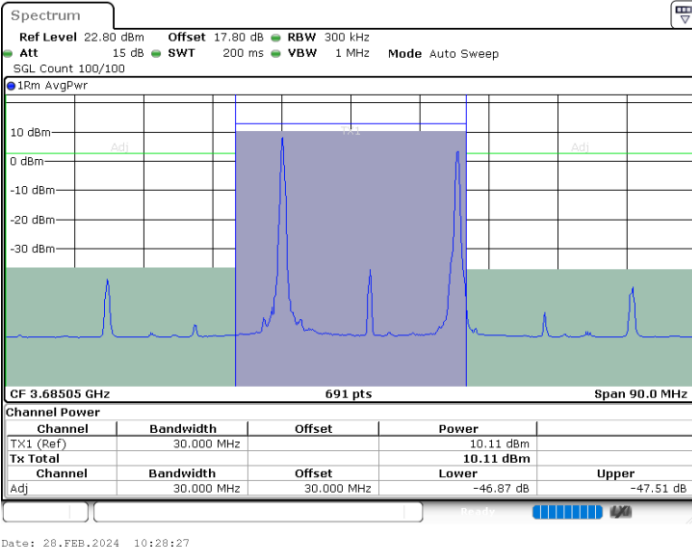 Spectrum
Ref Level 22.80 dBm Offset 17.80 dB RBW 300 kHz
Att 15 dB SWT 200 ms VBW 1 MHz Mode Auto Sweep
SGL Count 100/100
1Rm AvgPwr
10 dBm
TX1
Adj Adj
0 dBm
-10 dBm
-20 dBm
-30 dBm
CF 3.68505 GHz 691 pts Span 90.0 MHz
Channel Power
Channel Bandwidth Offset Power
TX1 (Ref) 30.000 MHz 10.11 dBm
Tx Total 10.11 dBm
Channel Bandwidth Offset Lower Upper
Adj 30.000 MHz 30.000 MHz -46.87 dB -47.51 dB
Ready
Date: 28.FEB.2024 10:28:27